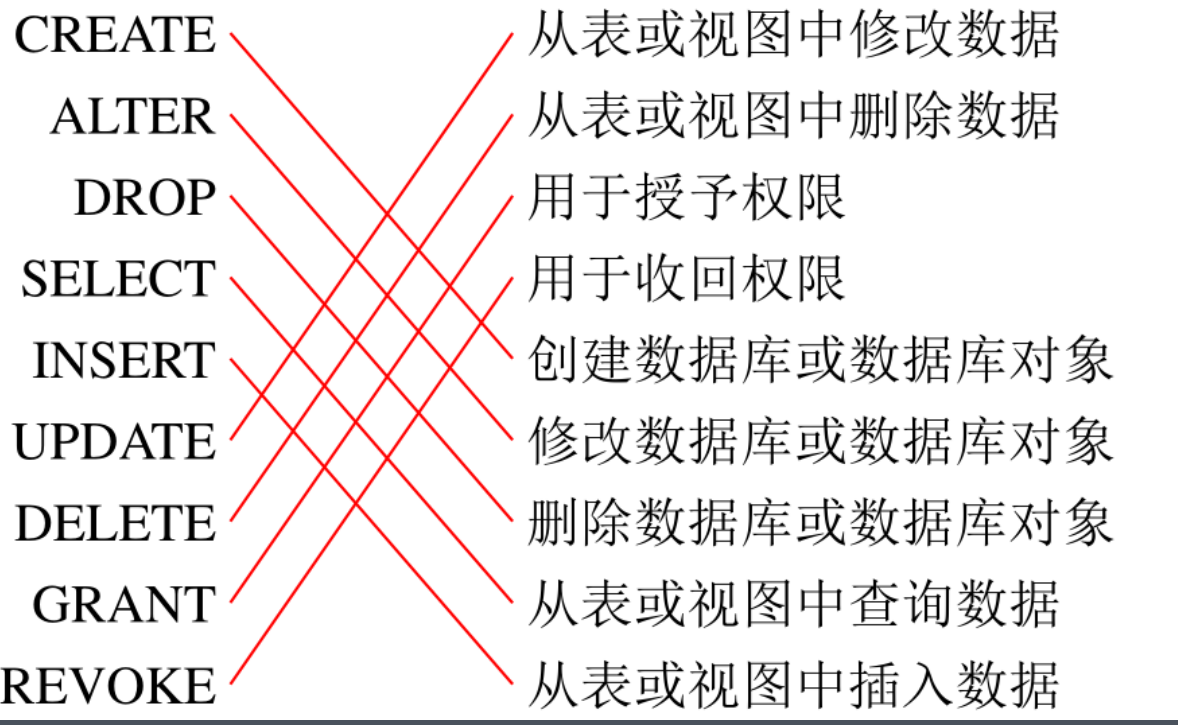 CREATE 从表或视图中修改数据
ALTER 从表或视图中删除数据
DROP 用于授予权限
SELECT 用于收回权限
INSERT 创建数据库或数据库对象
UPDATE 修改数据库或数据库对象
DELETE 删除数据库或数据库对象
GRANT 从表或视图中查询数据
REVOKE 从表或视图中插入数据